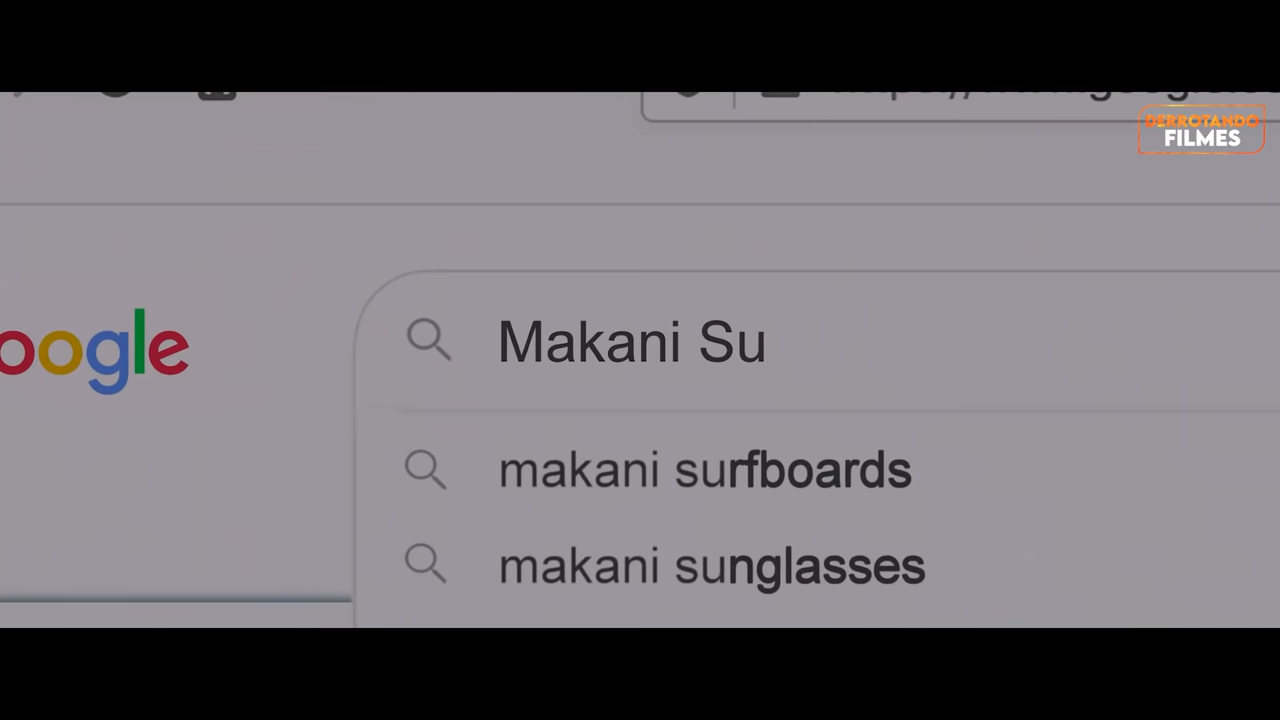 DERROTANDO
FILMES
oogle
Makani Su
makani surfboards
makani sunglasses